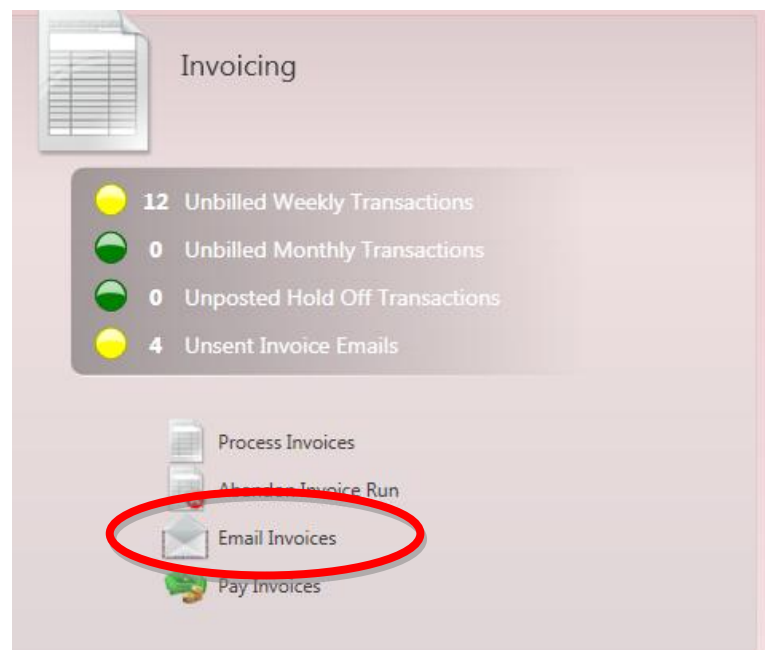 Invoicing
12 Unbilled Weekly Transactions
0 Unbilled Monthly Transactions
0 Unposted Hold Off Transactions
4 Unsent Invoice Emails
Process Invoices
Abandon Invoice Run
Email Invoices
Pay Invoices